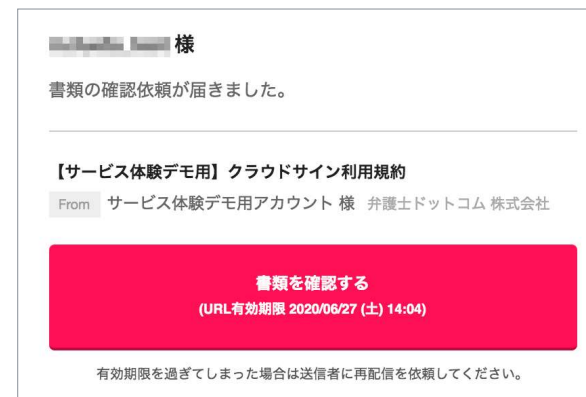 様
書類の確認依頼が届きました。
【サービス体験デモ用】クラウドサイン利用規約
From サービス体験デモ用アカウント 様 弁護士ドットコム 株式会社
書類を確認する
(URL有効期限 2020/06/27 (土) 14:04)
有効期限を過ぎてしまった場合は送信者に再配信を依頼してください。